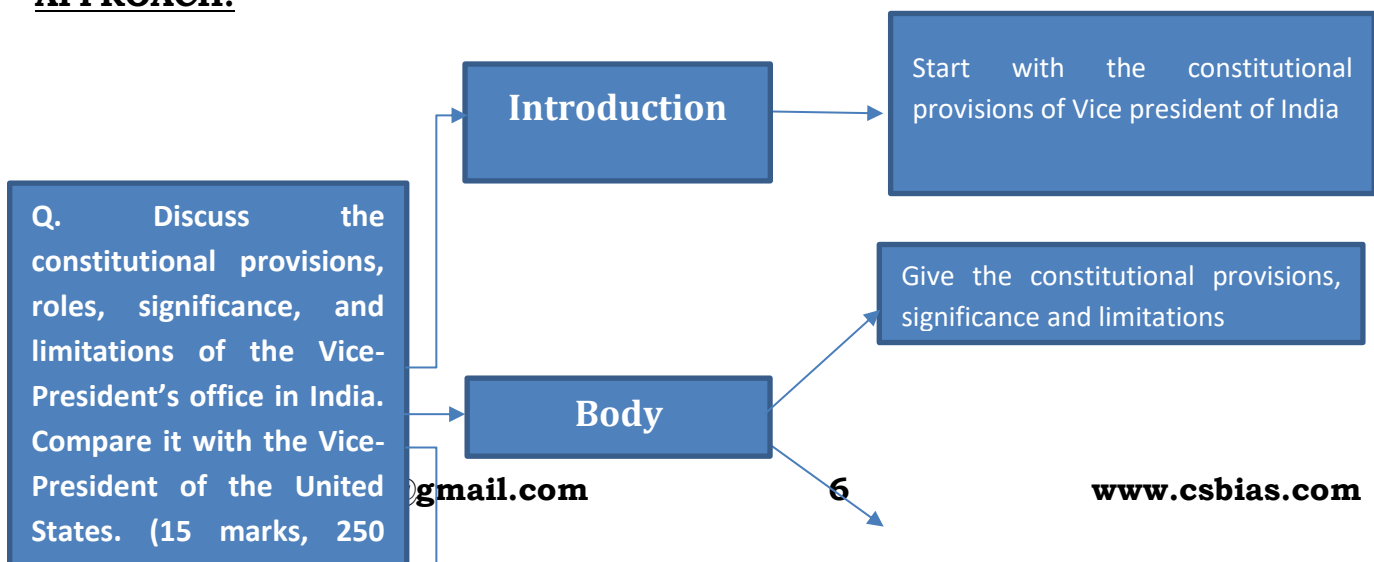 APPROACH:
Introduction
Start with the constitutional
provisions of Vice president of India
Q. Discuss the
constitutional provisions,
roles, significance, and
limitations of the Vice-
President’s office in India.
Compare it with the Vice-
President of the United
States. (15 marks, 250
Body
Give the constitutional provisions,
significance and limitations
@gmail.com 6 www.csbias.com